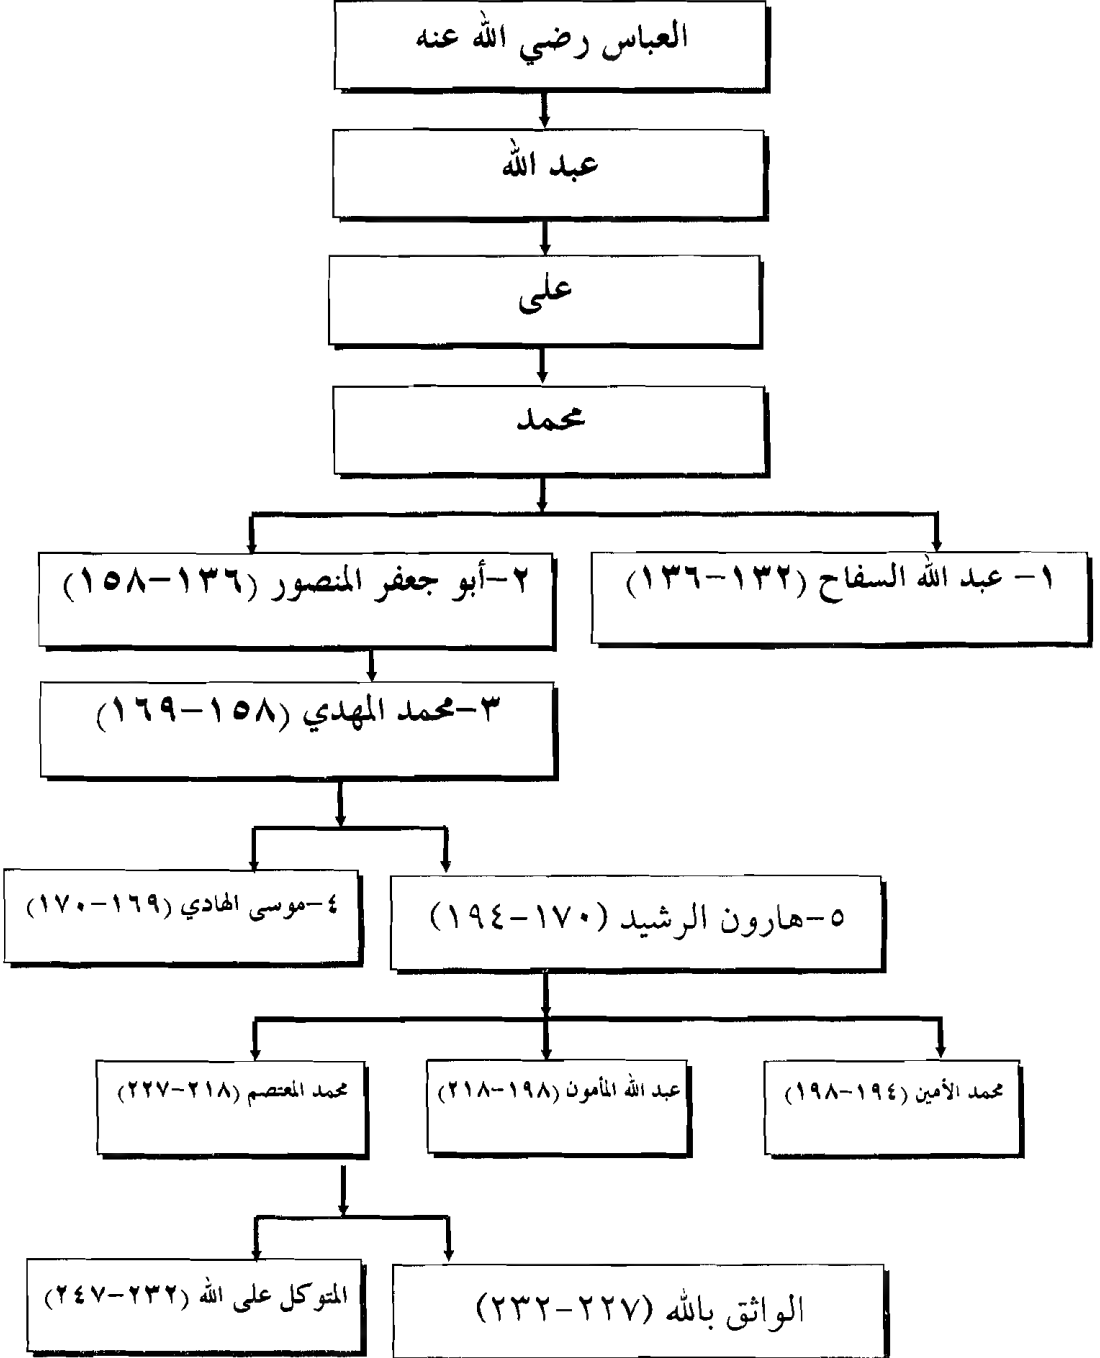 العباس رضي الله عنه
عبد الله
على
محمد
١- عبد الله السفاح (١٣٢-١٣٦)
٢-أبو جعفر المنصور (١٣٦-١٥٨)
٣-محمد المهدي (١٥٨-١٦٩)
٥-هارون الرشيد (١٧٠-١٩٤)
٤-موسى الهادي (١٦٩-١٧٠)
محمد الأمين (١٩٤-١٩٨)
عبد الله المأمون (١٩٨-٢١٨)
محمد المعتصم (٢١٨-٢٢٧)
الواثق بالله (٢٢٧-٢٣٢)
المتوكل على الله (٢٣٢-٢٤٧)